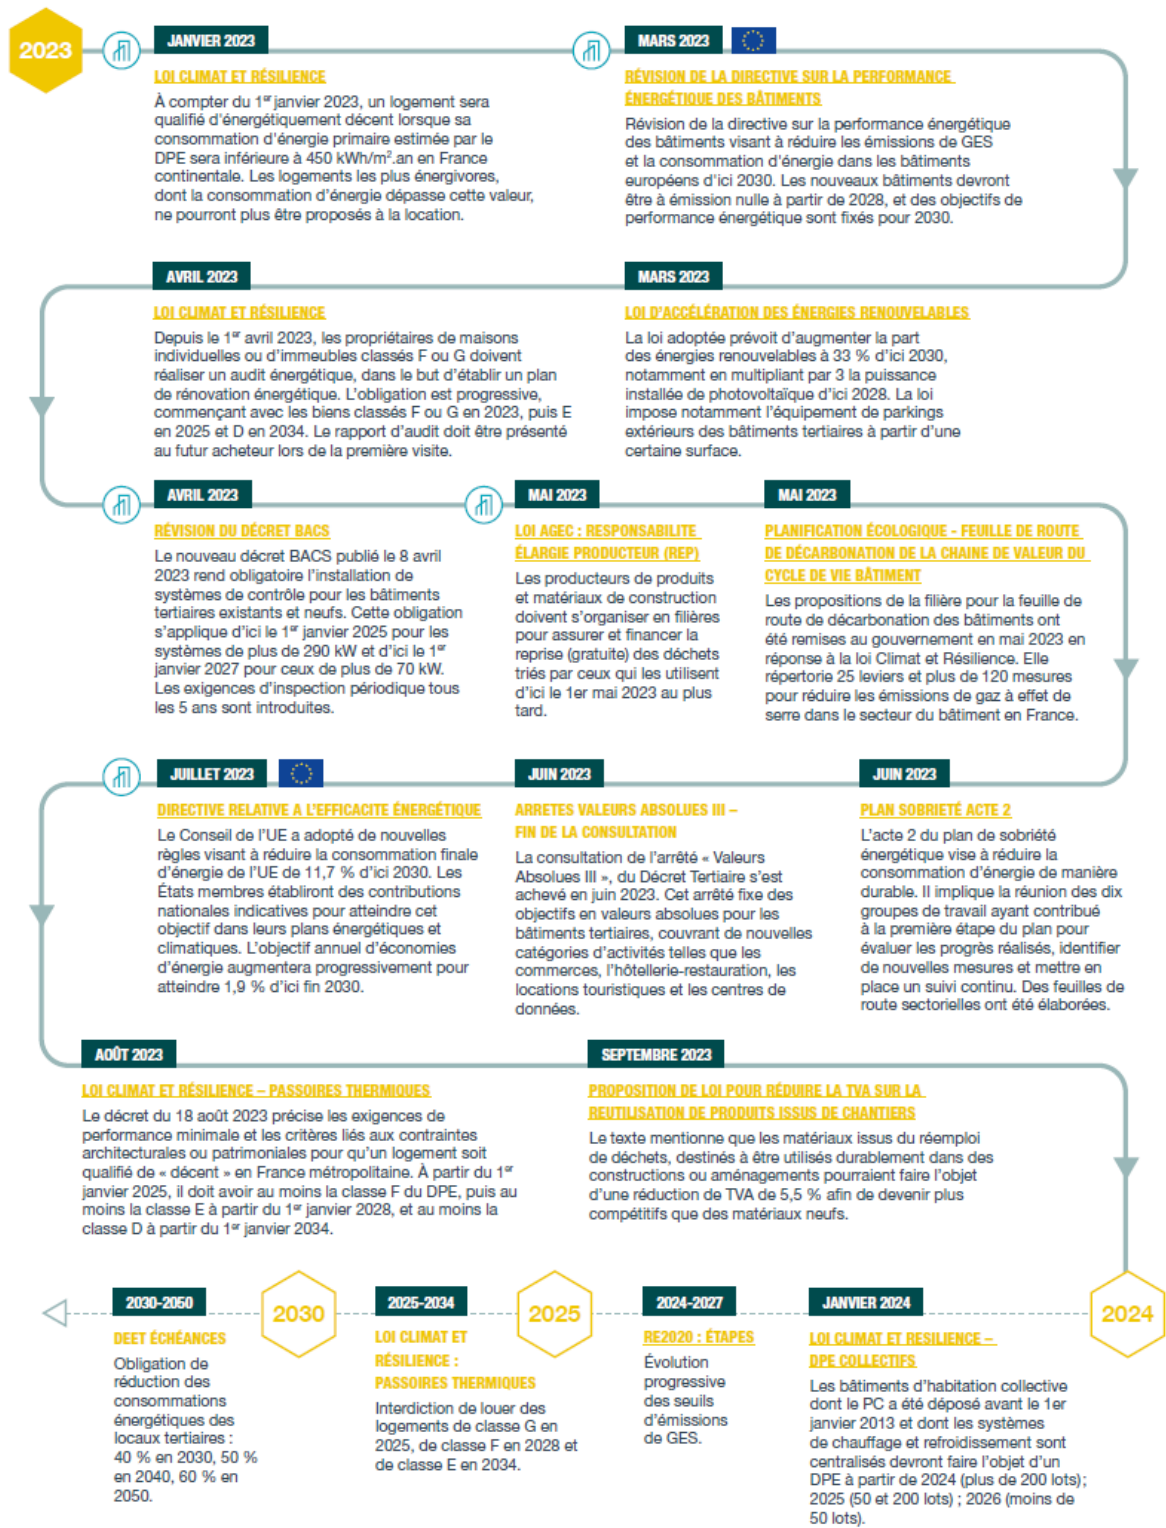 2023
JANVIER 2023
LOI CLIMAT ET RÉSILIENCE
À compter du 1er janvier 2023, un logement sera
qualifié d'énergétiquement décent lorsque sa
consommation d'énergie primaire estimée par le
DPE sera inférieure à 450 kWh/m².an en France
continentale. Les logements les plus énergivores,
dont la consommation d'énergie dépasse cette valeur,
ne pourront plus être proposés à la location.
MARS 2023
RÉVISION DE LA DIRECTIVE SUR LA PERFORMANCE
ÉNERGÉTIQUE DES BÂTIMENTS
Révision de la directive sur la performance énergétique
des bâtiments visant à réduire les émissions de GES
et la consommation d'énergie dans les bâtiments
européens d'ici 2030. Les nouveaux bâtiments devront
être à émission nulle à partir de 2028, et des objectifs de
performance énergétique sont fixés pour 2030.
MARS 2023
LOI D'ACCÉLÉRATION DES ÉNERGIES RENOUVELABLES
La loi adoptée prévoit d'augmenter la part
des énergies renouvelables à 33 % d'ici 2030,
notamment en multipliant par 3 la puissance
installée de photovoltaïque d'ici 2028. La loi
impose notamment l'équipement de parkings
extérieurs des bâtiments tertiaires à partir d'une
certaine surface.
AVRIL 2023
LOI CLIMAT ET RÉSILIENCE
Depuis le 1er avril 2023, les propriétaires de maisons
individuelles ou d'immeubles classés F ou G doivent
réaliser un audit énergétique, dans le but d'établir un plan
de rénovation énergétique. L'obligation est progressive,
commençant avec les biens classés F ou G en 2023, puis E
en 2025 et D en 2034. Le rapport d'audit doit être présenté
au futur acheteur lors de la première visite.
AVRIL 2023
RÉVISION DU DÉCRET BACS
Le nouveau décret BACS publié le 8 avril
2023 rend obligatoire l'installation de
systèmes de contrôle pour les bâtiments
tertiaires existants et neufs. Cette obligation
s'applique d'ici le 1er janvier 2025 pour les
systèmes de plus de 290 kW et d'ici le 1er
janvier 2027 pour ceux de plus de 70 kW.
Les exigences d'inspection périodique tous
les 5 ans sont introduites.
MAI 2023
LOI AGEC : RESPONSABILITE
ÉLARGIE PRODUCTEUR (REP)
Les producteurs de produits
et matériaux de construction
doivent s'organiser en filières
pour assurer et financer la
reprise (gratuite) des déchets
triés par ceux qui les utilisent
d'ici le 1er mai 2023 au plus
tard.
MAI 2023
PLANIFICATION ÉCOLOGIQUE - FEUILLE DE ROUTE
DE DÉCARBONATION DE LA CHAINE DE VALEUR DU
CYCLE DE VIE BÂTIMENT
Les propositions de la filière pour la feuille de
route de décarbonation des bâtiments ont
été remises au gouvernement en mai 2023 en
réponse à la loi Climat et Résilience. Elle
répertorie 25 leviers et plus de 120 mesures
pour réduire les émissions de gaz à effet de
serre dans le secteur du bâtiment en France.
JUIN 2023
PLAN SOBRIETÉ ACTE 2
L'acte 2 du plan de sobriété
énergétique vise à réduire la
consommation d'énergie de manière
durable. Il implique la réunion des dix
groupes de travail ayant contribué
à la première étape du plan pour
évaluer les progrès réalisés, identifier
de nouvelles mesures et mettre en
place un suivi continu. Des feuilles de
route sectorielles ont été élaborées.
JUIN 2023
ARRETES VALEURS ABSOLUES III –
FIN DE LA CONSULTATION
La consultation de l'arrêté « Valeurs
Absolues III », du Décret Tertiaire s'est
achevé en juin 2023. Cet arrêté fixe des
objectifs en valeurs absolues pour les
bâtiments tertiaires, couvrant de nouvelles
catégories d'activités telles que les
commerces, l'hôtellerie-restauration, les
locations touristiques et les centres de
données.
JUILLET 2023
DIRECTIVE RELATIVE A L'EFFICACITE ÉNERGÉTIQUE
Le Conseil de l'UE a adopté de nouvelles
règles visant à réduire la consommation finale
d'énergie de l'UE de 11,7 % d'ici 2030. Les
États membres établiront des contributions
nationales indicatives pour atteindre cet
objectif dans leurs plans énergétiques et
climatiques. L'objectif annuel d'économies
d'énergie augmentera progressivement pour
atteindre 1,9 % d'ici fin 2030.
AOÛT 2023
LOI CLIMAT ET RÉSILIENCE – PASSOIRES THERMIQUES
Le décret du 18 août 2023 précise les exigences de
performance minimale et les critères liés aux contraintes
architecturales ou patrimoniales pour qu'un logement soit
qualifié de « décent » en France métropolitaine. À partir du 1er
janvier 2025, il doit avoir au moins la classe F du DPE, puis au
moins la classe E à partir du 1er janvier 2028, et au moins la
classe D à partir du 1er janvier 2034.
SEPTEMBRE 2023
PROPOSITION DE LOI POUR RÉDUIRE LA TVA SUR LA
REUTILISATION DE PRODUITS ISSUS DE CHANTIERS
Le texte mentionne que les matériaux issus du réemploi
de déchets, destinés à être utilisés durablement dans des
constructions ou aménagements pourraient faire l'objet
d'une réduction de TVA de 5,5 % afin de devenir plus
compétitifs que des matériaux neufs.
2024
JANVIER 2024
LOI CLIMAT ET RESILIENCE –
DPE COLLECTIFS
Les bâtiments d'habitation collective
dont le PC a été déposé avant le 1er
janvier 2013 et dont les systèmes
de chauffage et refroidissement sont
centralisés devront faire l'objet d'un
DPE à partir de 2024 (plus de 200 lots) ;
2025 (50 et 200 lots) ; 2026 (moins de
50 lots).
2024-2027
RE2020 : ÉTAPES
Évolution
progressive
des seuils
d'émissions
de GES.
2025
2025-2034
LOI CLIMAT ET
RÉSILIENCE :
PASSOIRES THERMIQUES
Interdiction de louer des
logements de classe G en
2025, de classe F en 2028 et
de classe E en 2034.
2030
2030-2050
DEET ÉCHÉANCES
Obligation de
réduction des
consommations
énergétiques des
locaux tertiaires :
40 % en 2030, 50 %
en 2040, 60 % en
2050.